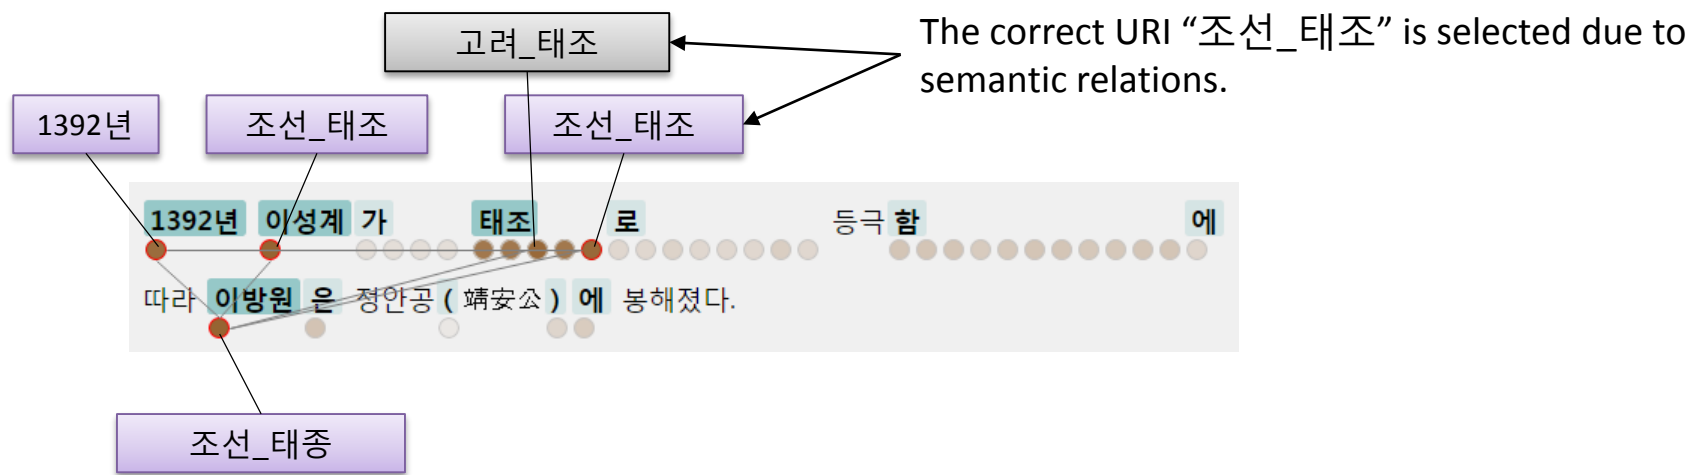 고려_태조
The correct URI “조선_태조” is selected due to
semantic relations.
1392년
조선_태조
조선_태조
1392년 이성계 가 태조 로 등극 함 에
따라 이방원 은 정안공 ( 靖安公 ) 에 봉해졌다.
조선_태종